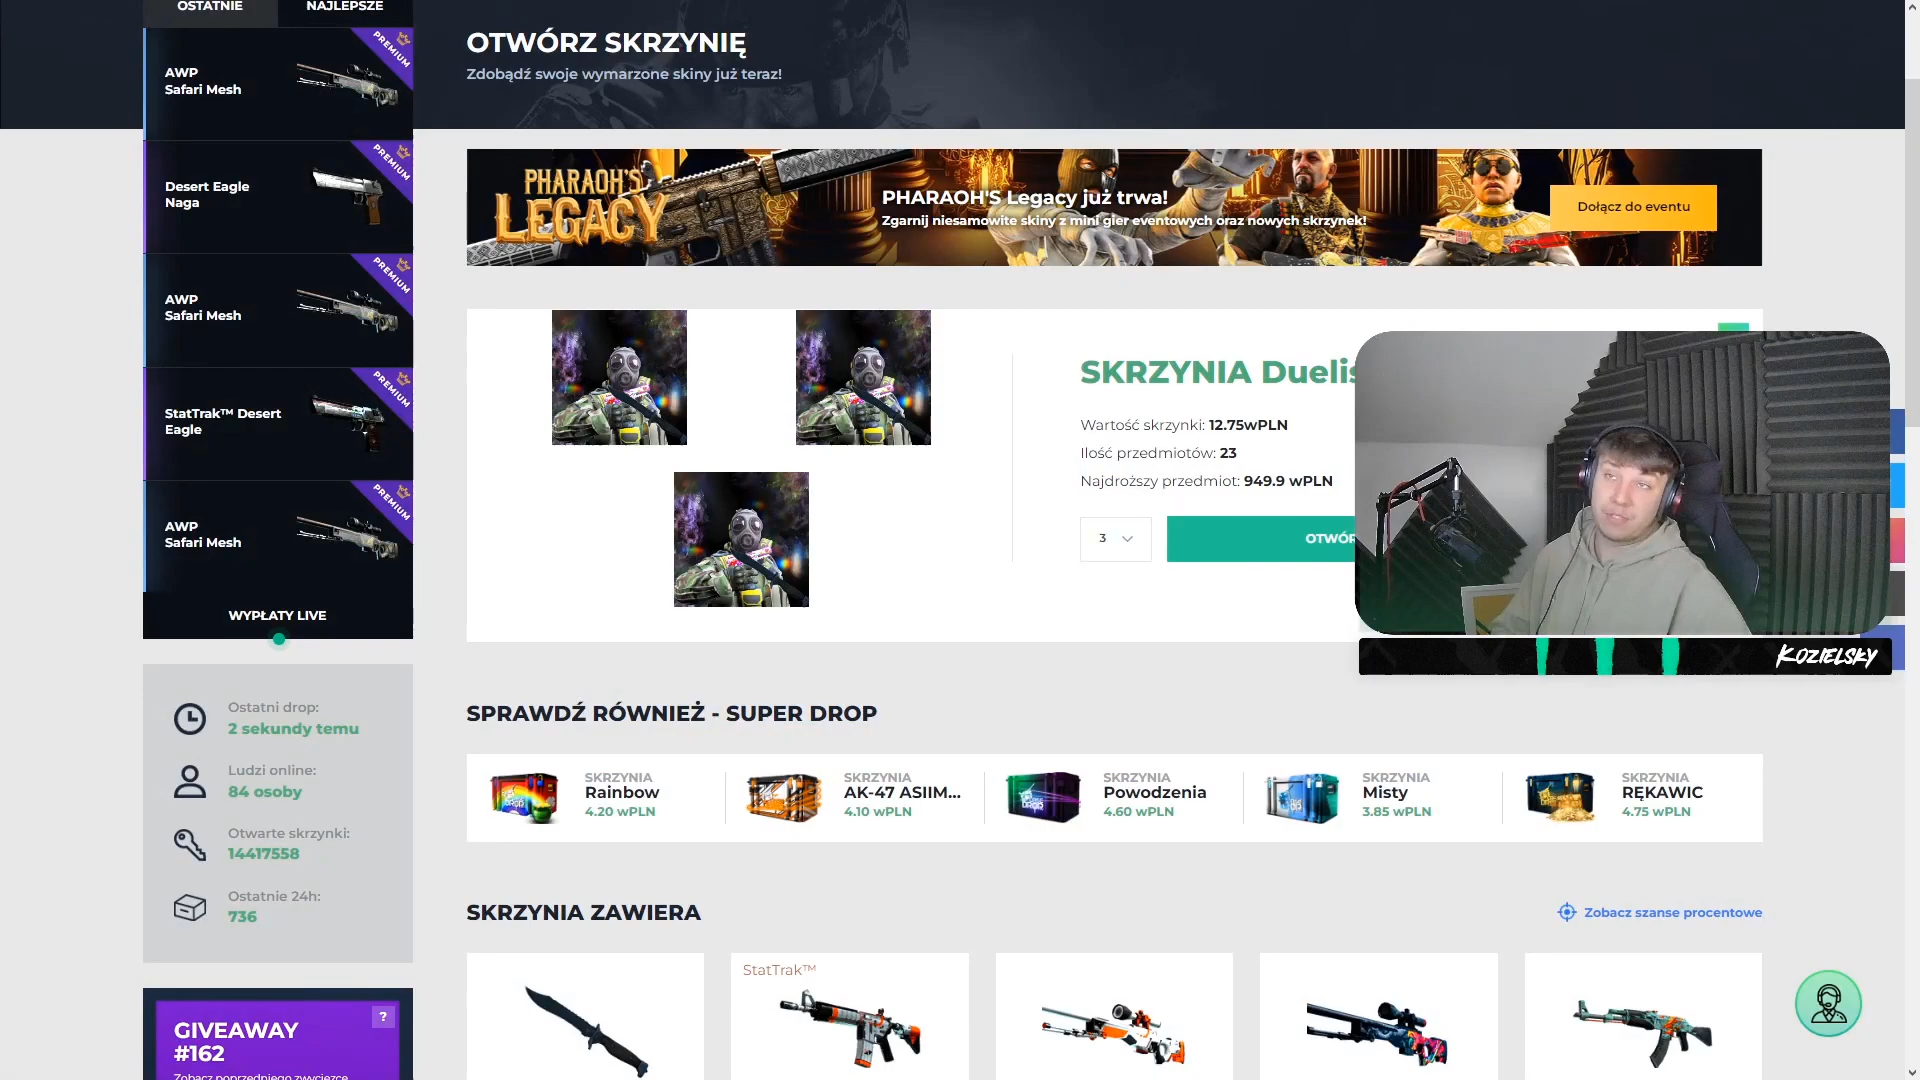 OSTATNIE
NAJLEPSZE
AWP
Safari Mesh
PREMIUM
Desert Eagle
Naga
PREMIUM
AWP
Safari Mesh
PREMIUM
StatTrak™ Desert
Eagle
PREMIUM
AWP
Safari Mesh
PREMIUM
WYPŁATY LIVE
Ostatni drop:
2 sekundy temu
Ludzi online:
84 osoby
Otwarte skrzynki:
14417558
Ostatnie 24h:
736
GIVEAWAY
#162
?
Zobacz poprzedniego zwycięzcę
OTWÓRZ SKRZYNIĘ
Zdobądź swoje wymarzone skiny już teraz!
PHARAOH'S
LEGACY
PHARAOH'S Legacy już trwa!
Zgarnij niesamowite skiny z mini gier eventowych oraz nowych skrzynek!
Dołącz do eventu
SKRZYNIA Duelis
Wartość skrzynki: 12.75wPLN
Ilość przedmiotów: 23
Najdroższy przedmiot: 949.9 wPLN
3
OTWÓR
KOZIELSKY
SPRAWDŹ RÓWNIEŻ - SUPER DROP
SKRZYNIA
Rainbow
4.20 wPLN
SKRZYNIA
AK-47 ASIIM...
4.10 wPLN
SKRZYNIA
Powodzenia
4.60 wPLN
SKRZYNIA
Misty
3.85 wPLN
SKRZYNIA
RĘKAWIC
4.75 wPLN
SKRZYNIA ZAWIERA
Zobacz szanse procentowe
StatTrak™